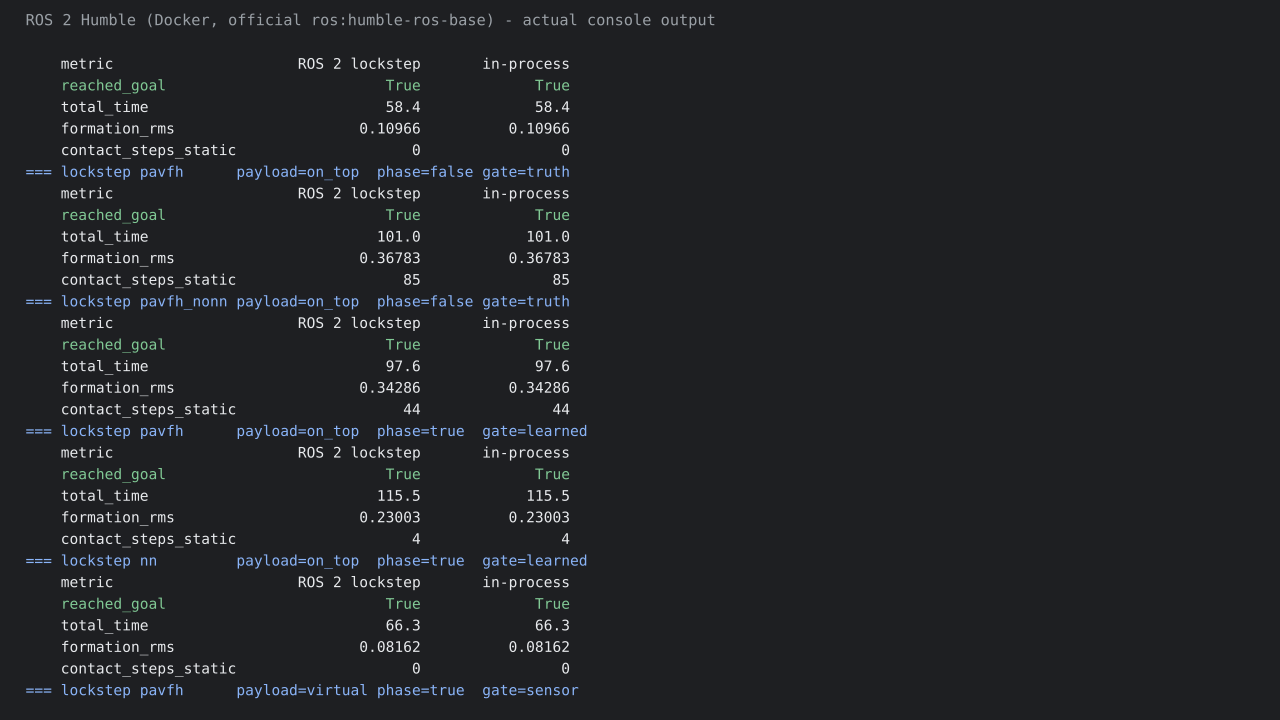 ROS 2 Humble (Docker, official ros:humble-ros-base) - actual console output
metric ROS 2 lockstep in-process
reached_goal True True
total_time 58.4 58.4
formation_rms 0.10966 0.10966
contact_steps_static 0 0
=== lockstep pavfh payload=on_top phase=false gate=truth
metric ROS 2 lockstep in-process
reached_goal True True
total_time 101.0 101.0
formation_rms 0.36783 0.36783
contact_steps_static 85 85
=== lockstep pavfh_nonn payload=on_top phase=false gate=truth
metric ROS 2 lockstep in-process
reached_goal True True
total_time 97.6 97.6
formation_rms 0.34286 0.34286
contact_steps_static 44 44
=== lockstep pavfh payload=on_top phase=true gate=learned
metric ROS 2 lockstep in-process
reached_goal True True
total_time 115.5 115.5
formation_rms 0.23003 0.23003
contact_steps_static 4 4
=== lockstep nn payload=on_top phase=true gate=learned
metric ROS 2 lockstep in-process
reached_goal True True
total_time 66.3 66.3
formation_rms 0.08162 0.08162
contact_steps_static 0 0
=== lockstep pavfh payload=virtual phase=true gate=sensor